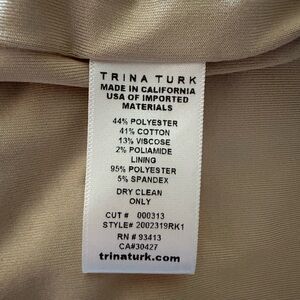 TRINA TURK
MADE IN CALIFORNIA
USA OF IMPORTED
MATERIALS
44% POLYESTER
41% COTTON
13% VISCOSE
2% POLIAMIDE
LINING
95% POLYESTER
5% SPANDEX
DRY CLEAN
ONLY
CUT # 000313
STYLE# 2002319RK1
RN # 93413
CA#30427
trinaturk.com